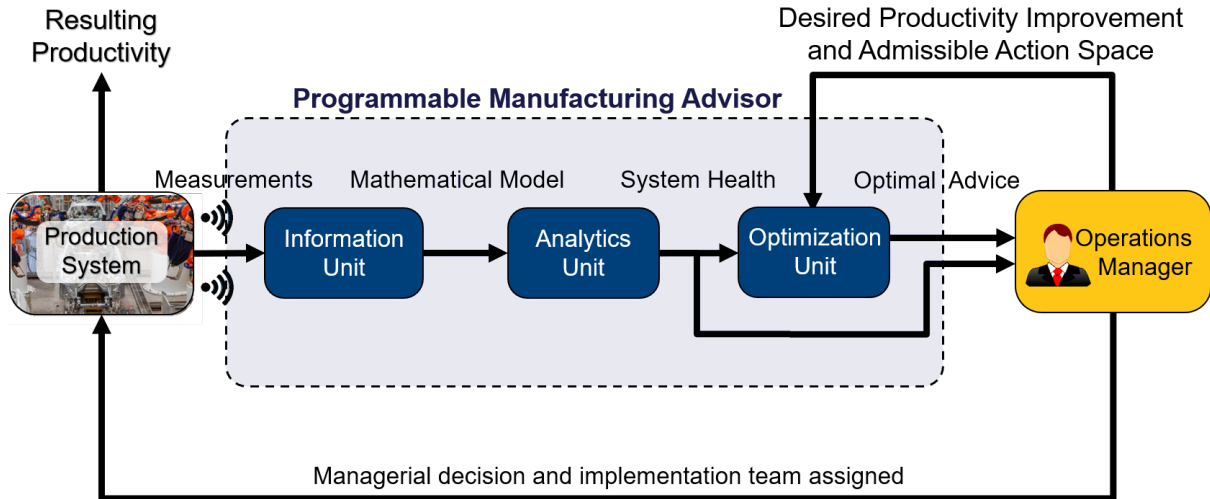 Resulting
Productivity
Desired Productivity Improvement
and Admissible Action Space
Programmable Manufacturing Advisor
Measurements
Mathematical Model
System Health
Optimal Advice
Production
System
Information
Unit
Analytics
Unit
Optimization
Unit
Operations
Manager
Managerial decision and implementation team assigned